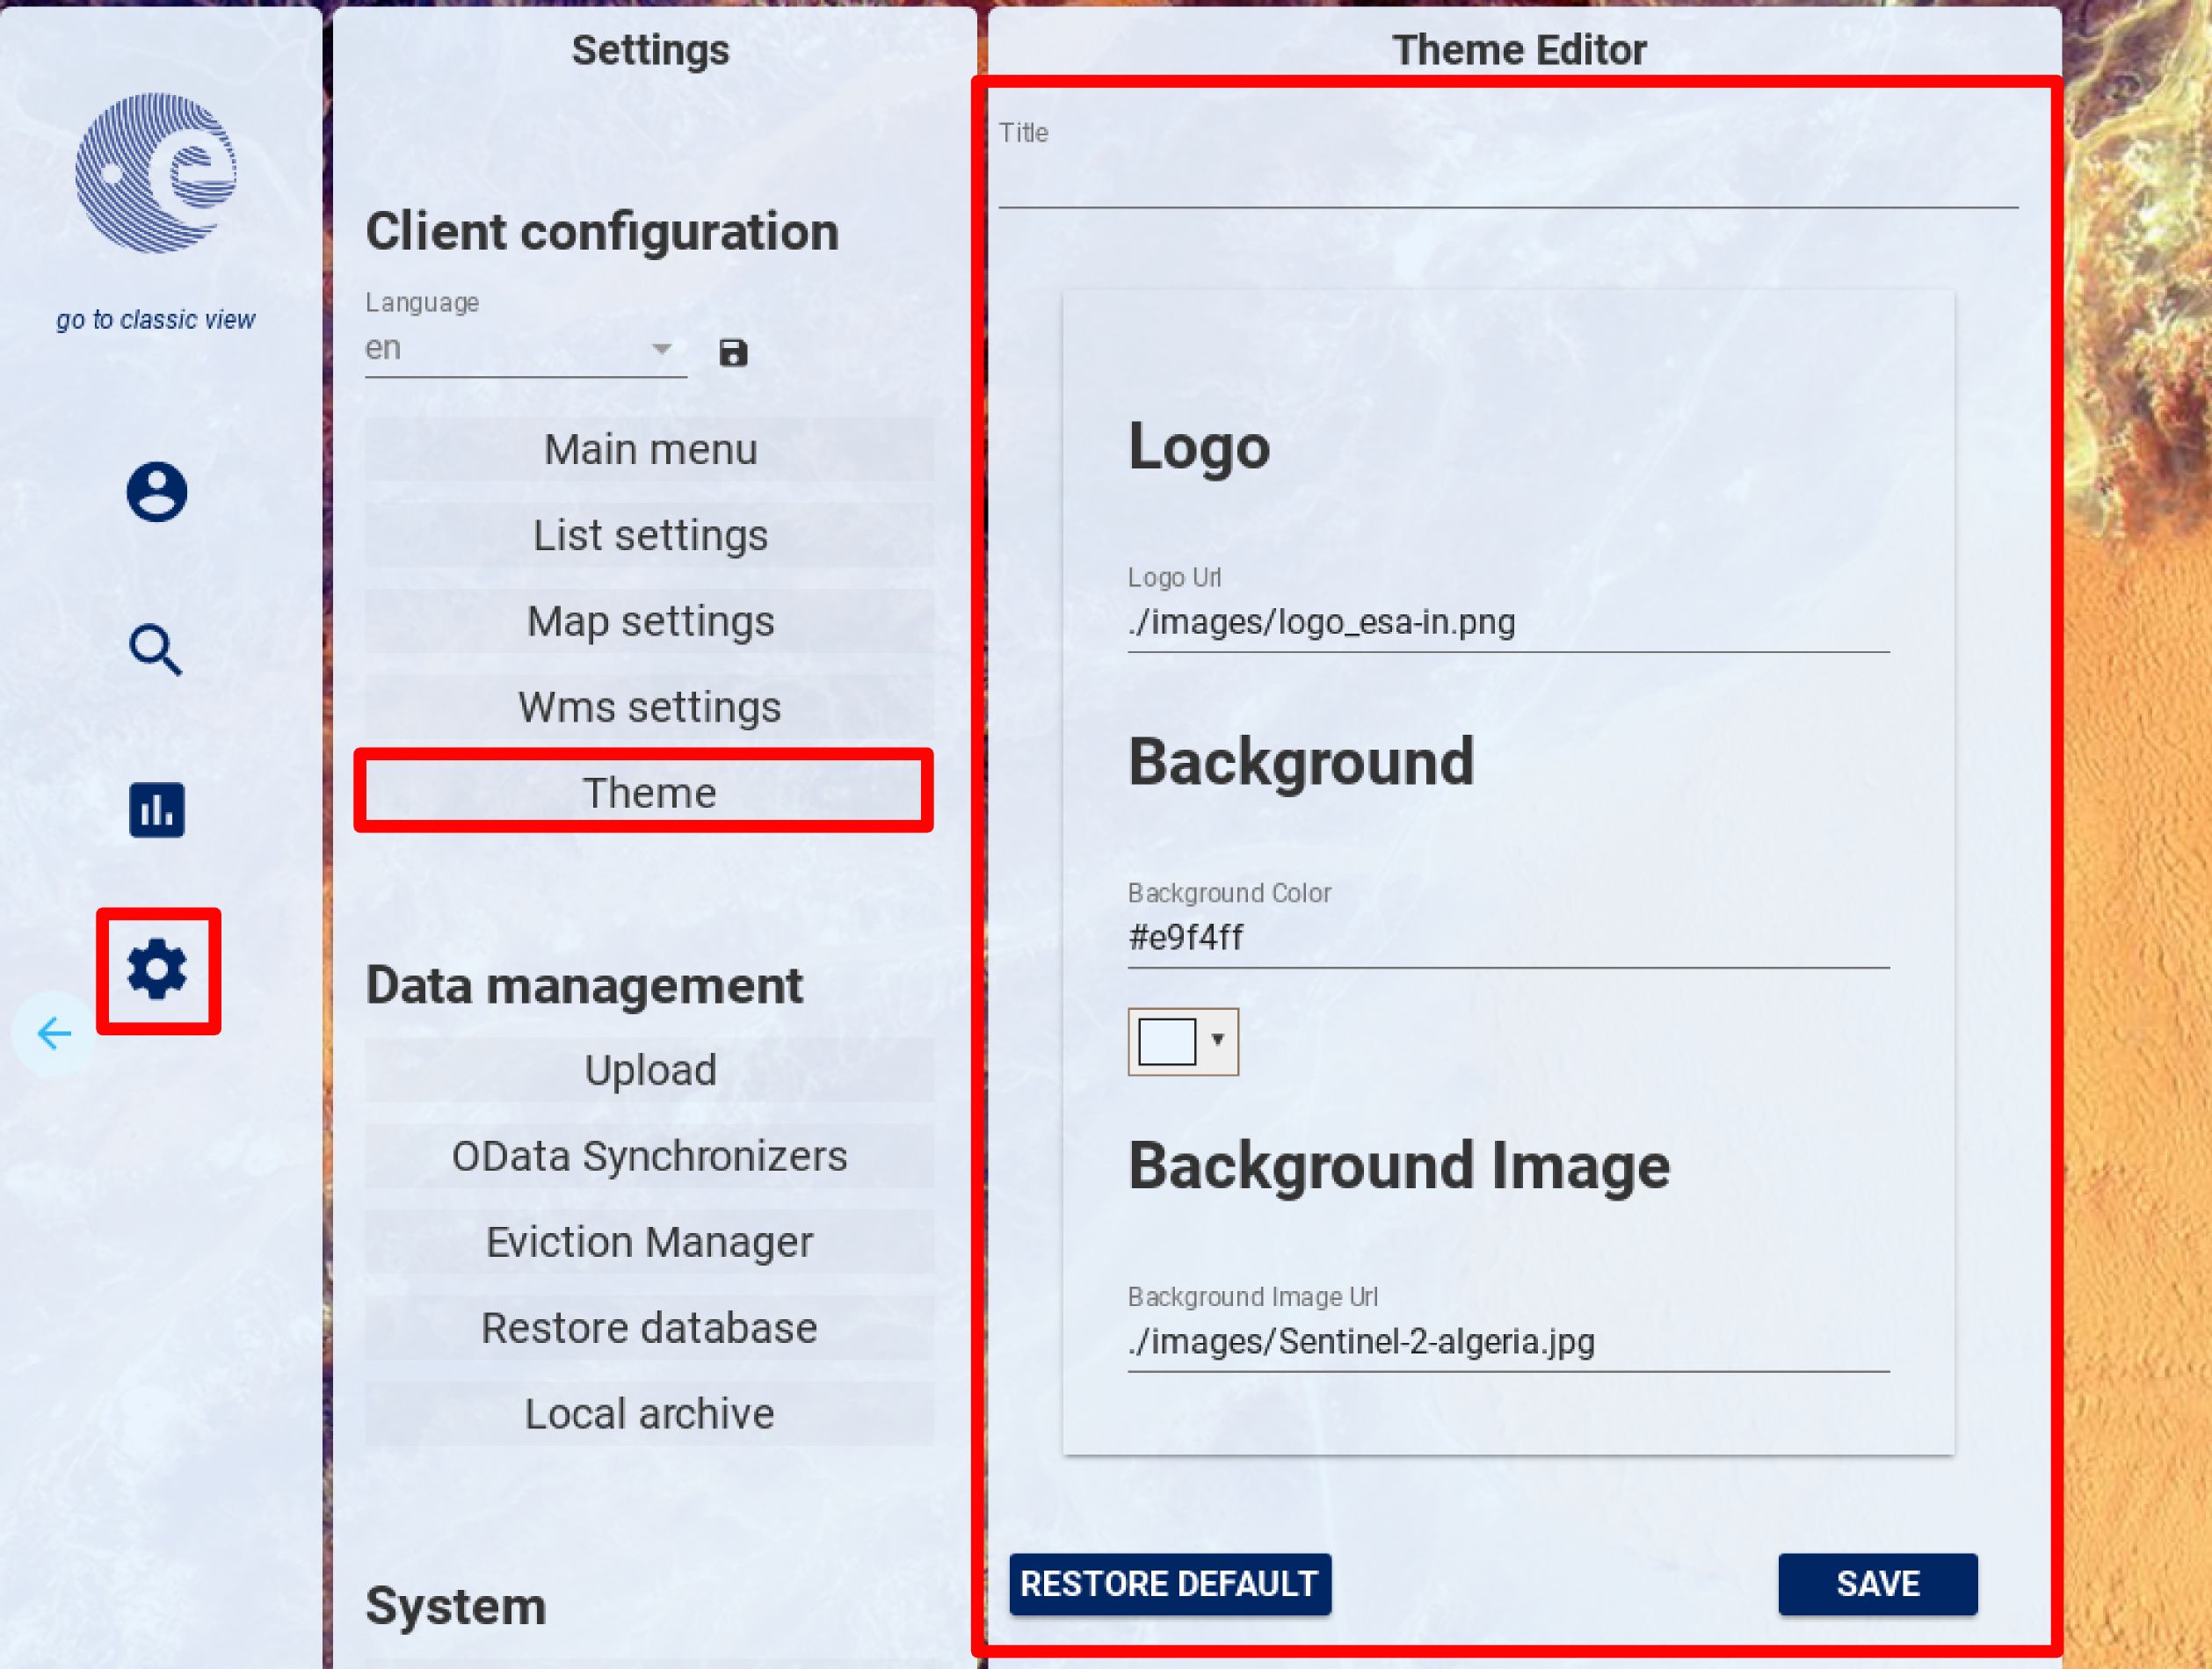 go to classic view
Settings
Client configuration
Language
en
Main menu
List settings
Map settings
Wms settings
Theme
Data management
Upload
OData Synchronizers
Eviction Manager
Restore database
Local archive
System
Theme Editor
Title
Logo
Logo Url
./images/logo_esa-in.png
Background
Background Color
#e9f4ff
Background Image
Background Image Url
./images/Sentinel-2-algeria.jpg
RESTORE DEFAULT
SAVE